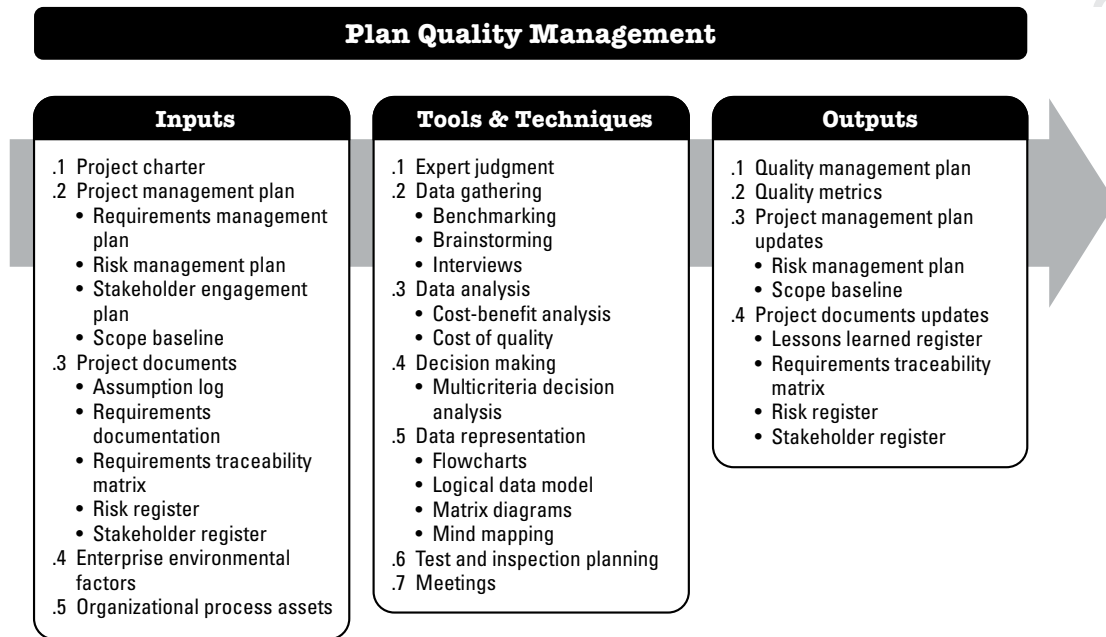 Plan Quality Management
Inputs
.1 Project charter
.2 Project management plan
• Requirements management
plan
• Risk management plan
• Stakeholder engagement
plan
• Scope baseline
.3 Project documents
• Assumption log
• Requirements
documentation
• Requirements traceability
matrix
• Risk register
• Stakeholder register
.4 Enterprise environmental
factors
.5 Organizational process assets
Tools & Techniques
.1 Expert judgment
.2 Data gathering
• Benchmarking
• Brainstorming
• Interviews
.3 Data analysis
• Cost-benefit analysis
• Cost of quality
.4 Decision making
• Multicriteria decision
analysis
.5 Data representation
• Flowcharts
• Logical data model
• Matrix diagrams
• Mind mapping
.6 Test and inspection planning
.7 Meetings
Outputs
.1 Quality management plan
.2 Quality metrics
.3 Project management plan
updates
• Risk management plan
• Scope baseline
.4 Project documents updates
• Lessons learned register
• Requirements traceability
matrix
• Risk register
• Stakeholder register